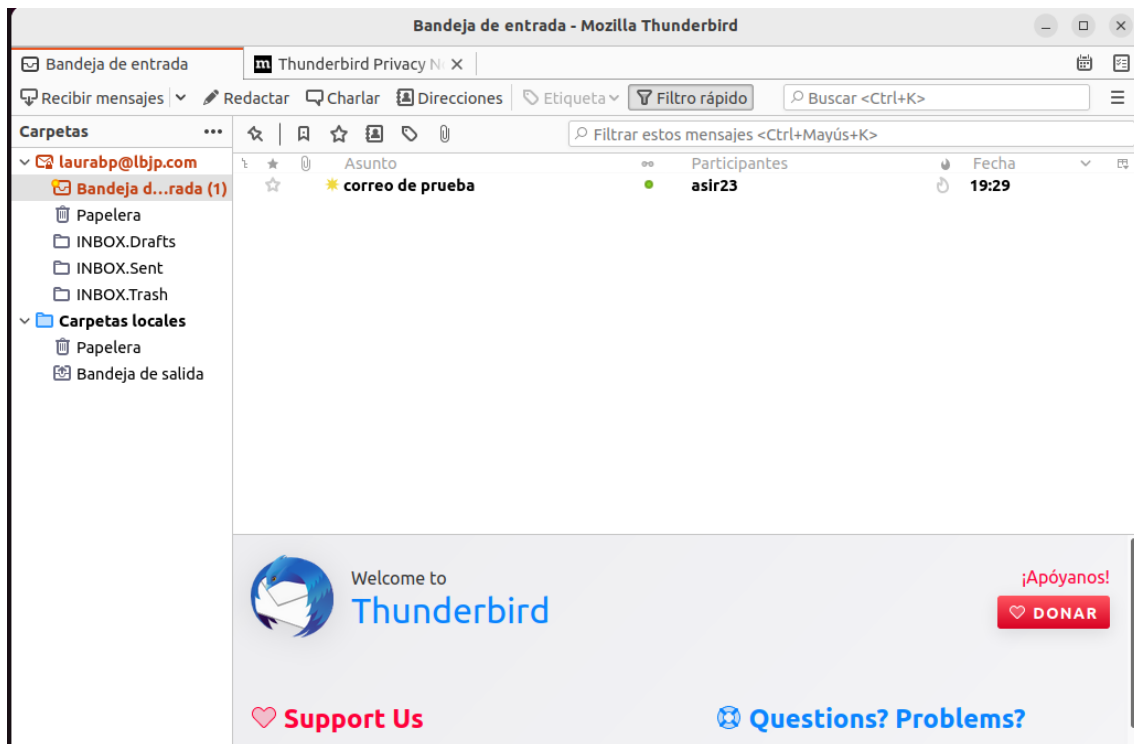 Bandeja de entrada - Mozilla Thunderbird
Bandeja de entrada
Thunderbird Privacy
Recibir mensajes Redactar Charlar Direcciones Etiqueta Filtro rápido Buscar <Ctrl+K>
Carpetas
Filtrar estos mensajes <Ctrl+Mayús+K>
Asunto Participantes Fecha
correo de prueba asir23 19:29
laurabp@lbjp.com
Bandeja d...rada (1)
Papelera
INBOX.Drafts
INBOX.Sent
INBOX.Trash
Carpetas locales
Papelera
Bandeja de salida
Welcome to
Thunderbird
¡Apóyanos!
DONAR
Support Us
Questions? Problems?